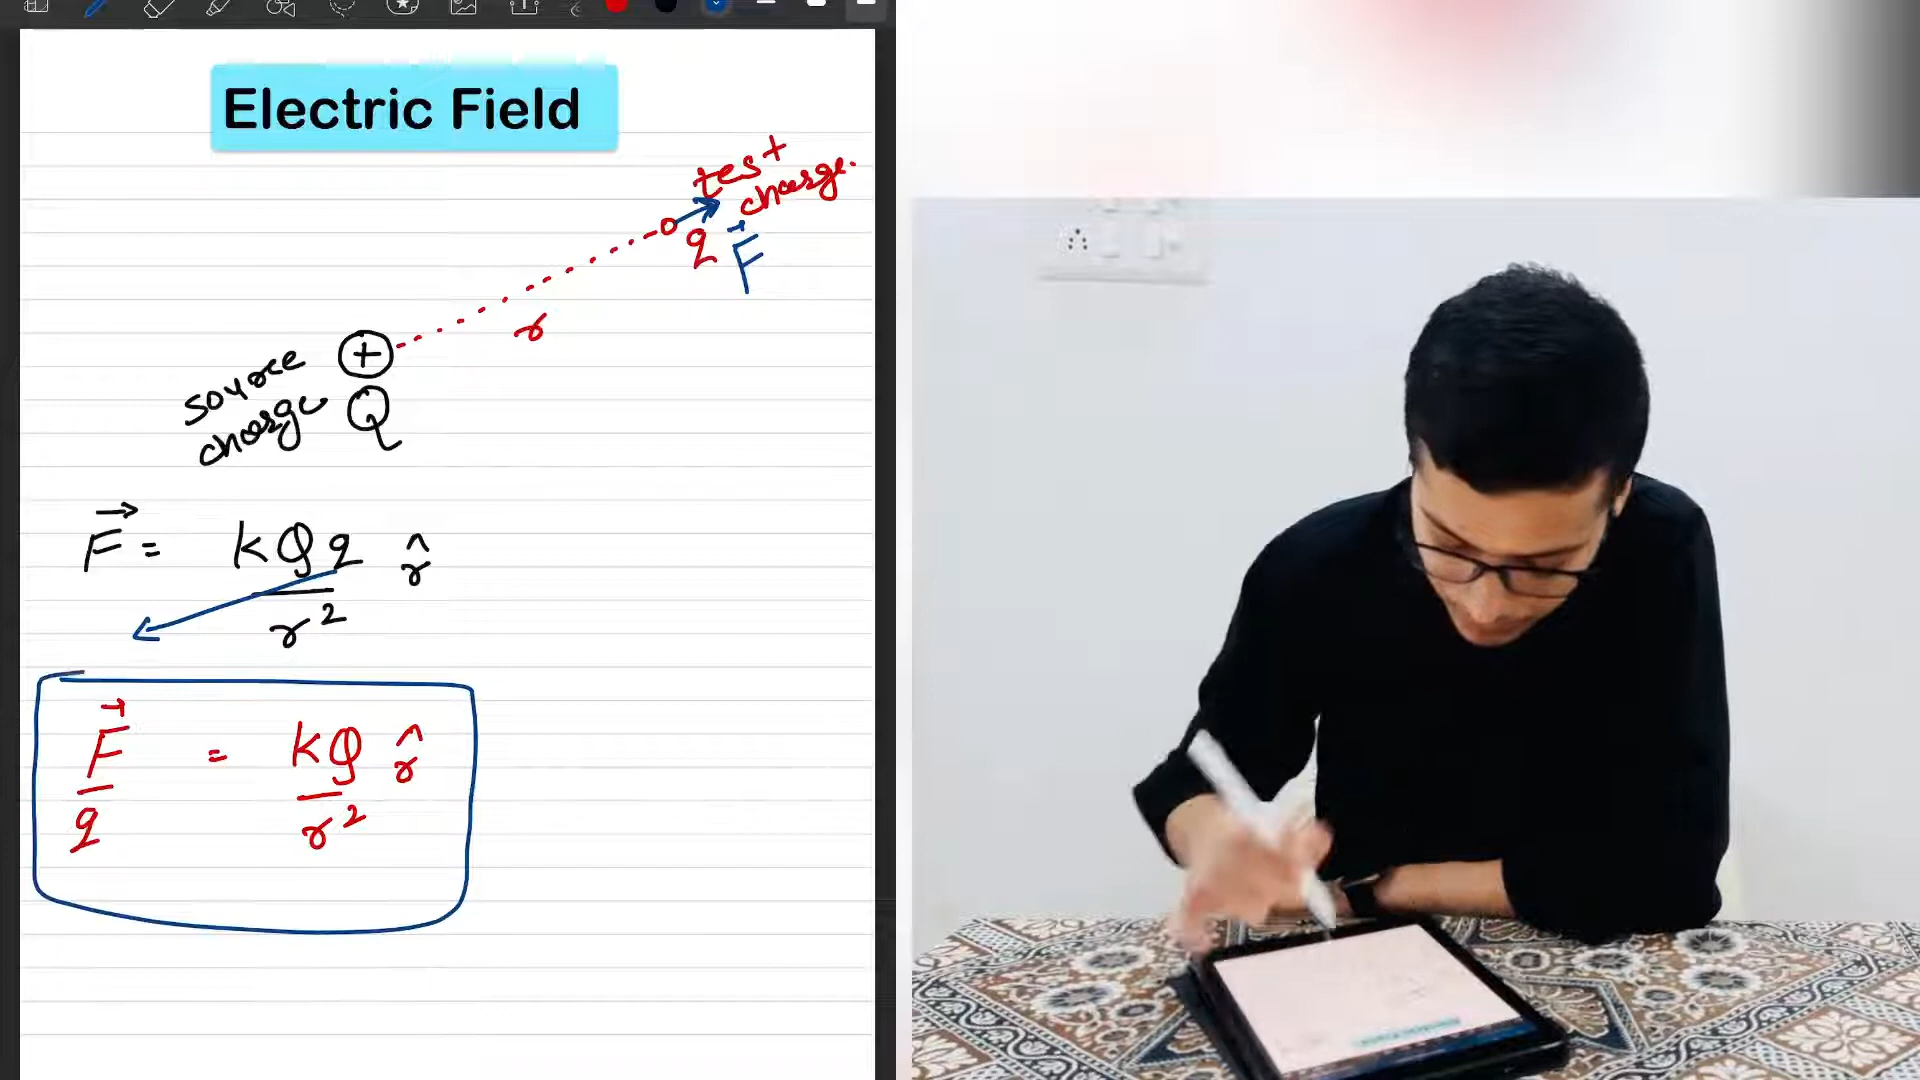 Electric Field
test
charge.
q
F⃗
r
+
source
charge
Q
F⃗ = kQq / r² r̂
F⃗ / q = kQ / r² r̂